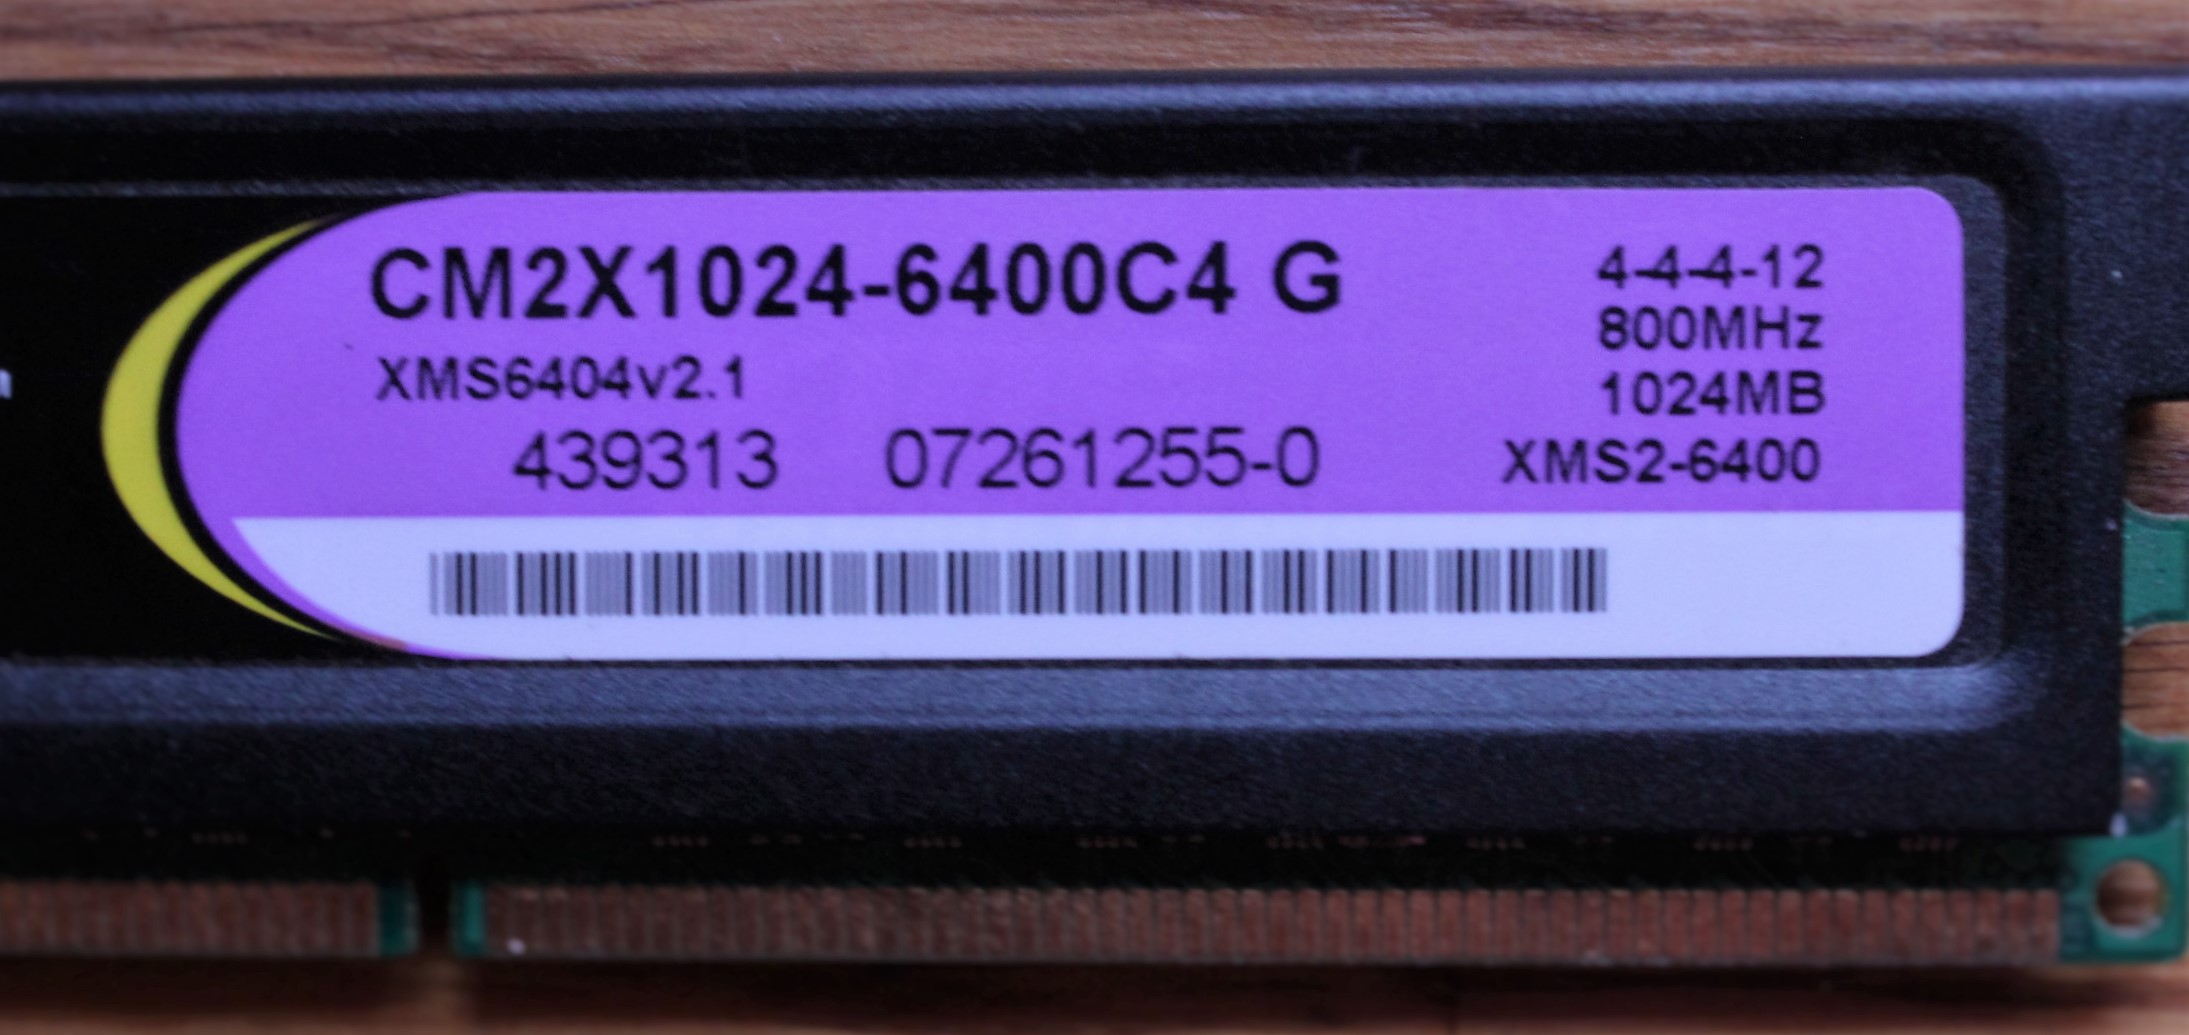 CM2X1024-6400C4 G
XMS6404v2.1
439313 07261255-0
4-4-4-12
800MHz
1024MB
XMS2-6400